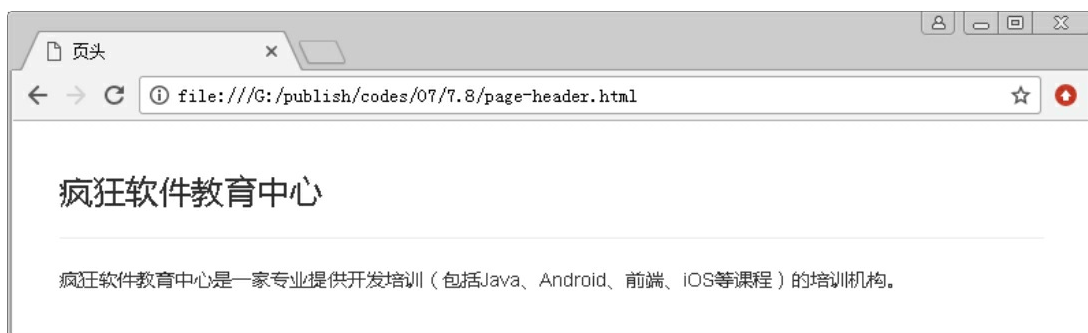 页头
file:///G:/publish/codes/07/7.8/page-header.html
疯狂软件教育中心
疯狂软件教育中心是一家专业提供开发培训（包括Java、Android、前端、iOS等课程）的培训机构。